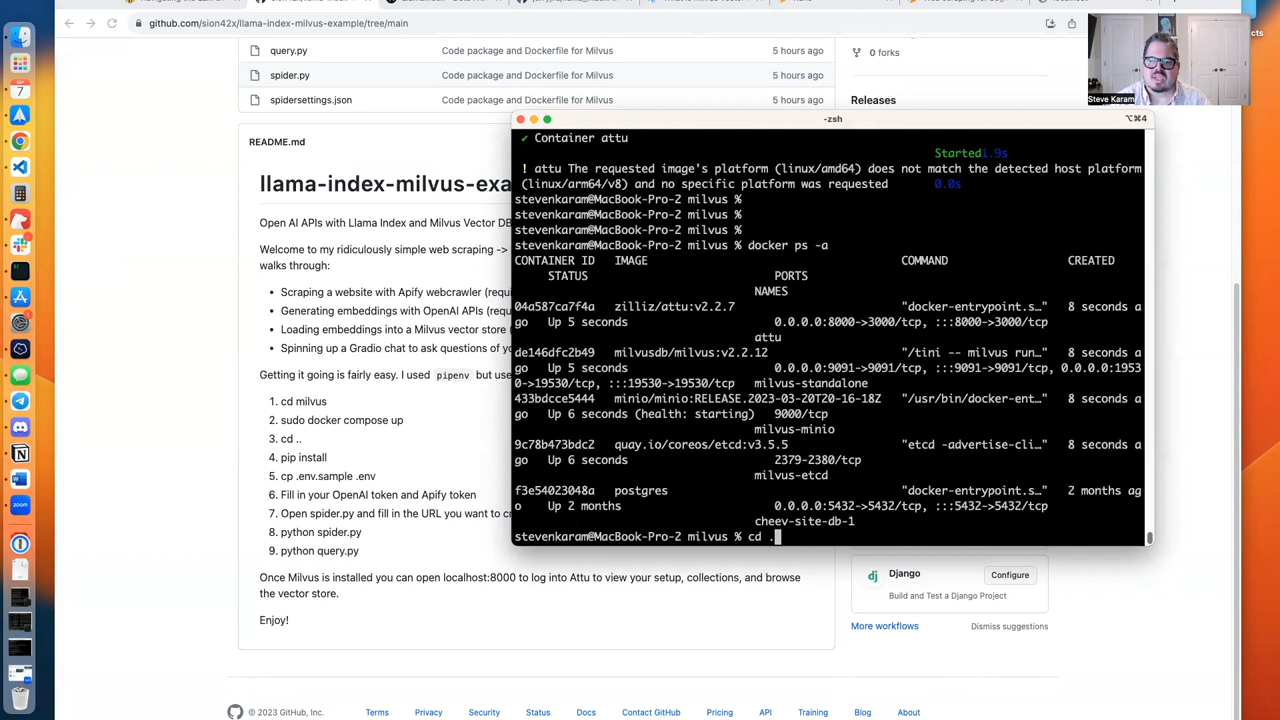 github.com/sion42x/llama-index-milvus-example/tree/main
query.py Code package and Dockerfile for Milvus 5 hours ago
spider.py Code package and Dockerfile for Milvus 5 hours ago
spidersettings.json Code package and Dockerfile for Milvus 5 hours ago
0 forks
Releases
Steve Karam
README.md
llama-index-milvus-exa
Open AI APIs with Llama Index and Milvus Vector DB
Welcome to my ridiculously simple web scraping ->
walks through:
• Scraping a website with Apify webcrawler (requ
• Generating embeddings with OpenAI APIs (requ
• Loading embeddings into a Milvus vector store (
• Spinning up a Gradio chat to ask questions of yo
Getting it going is fairly easy. I used pipenv but use
1. cd milvus
2. sudo docker compose up
3. cd ..
4. pip install
5. cp .env.sample .env
6. Fill in your OpenAI token and Apify token
7. Open spider.py and fill in the URL you want to c
8. python spider.py
9. python query.py
Once Milvus is installed you can open localhost:8000 to log into Attu to view your setup, collections, and browse
the vector store.
Enjoy!
-zsh ⌥⌘4
✔ Container attu
Started1.9s
! attu The requested image's platform (linux/amd64) does not match the detected host platform
(linux/arm64/v8) and no specific platform was requested 0.0s
stevenkaram@MacBook-Pro-2 milvus %
stevenkaram@MacBook-Pro-2 milvus %
stevenkaram@MacBook-Pro-2 milvus %
stevenkaram@MacBook-Pro-2 milvus % docker ps -a
CONTAINER ID IMAGE COMMAND CREATED
STATUS PORTS
NAMES
04a587ca7f4a zilliz/attu:v2.2.7 "docker-entrypoint.s…" 8 seconds a
go Up 5 seconds 0.0.0.0:8000->3000/tcp, :::8000->3000/tcp
attu
de146dfc2b49 milvusdb/milvus:v2.2.12 "/tini -- milvus run…" 8 seconds a
go Up 5 seconds 0.0.0.0:9091->9091/tcp, :::9091->9091/tcp, 0.0.0.0:1953
0->19530/tcp, :::19530->19530/tcp milvus-standalone
433bdcce5444 minio/minio:RELEASE.2023-03-20T20-16-18Z "/usr/bin/docker-ent…" 8 seconds a
go Up 6 seconds (health: starting) 9000/tcp
milvus-minio
9c78b473bdc2 quay.io/coreos/etcd:v3.5.5 "etcd -advertise-cli…" 8 seconds a
go Up 6 seconds 2379-2380/tcp
milvus-etcd
f3e54023048a postgres "docker-entrypoint.s…" 2 months ag
o Up 2 months 0.0.0.0:5432->5432/tcp, :::5432->5432/tcp
cheev-site-db-1
stevenkaram@MacBook-Pro-2 milvus % cd .
dj Django Configure
Build and Test a Django Project
More workflows Dismiss suggestions
© 2023 GitHub, Inc. Terms Privacy Security Status Docs Contact GitHub Pricing API Training Blog About